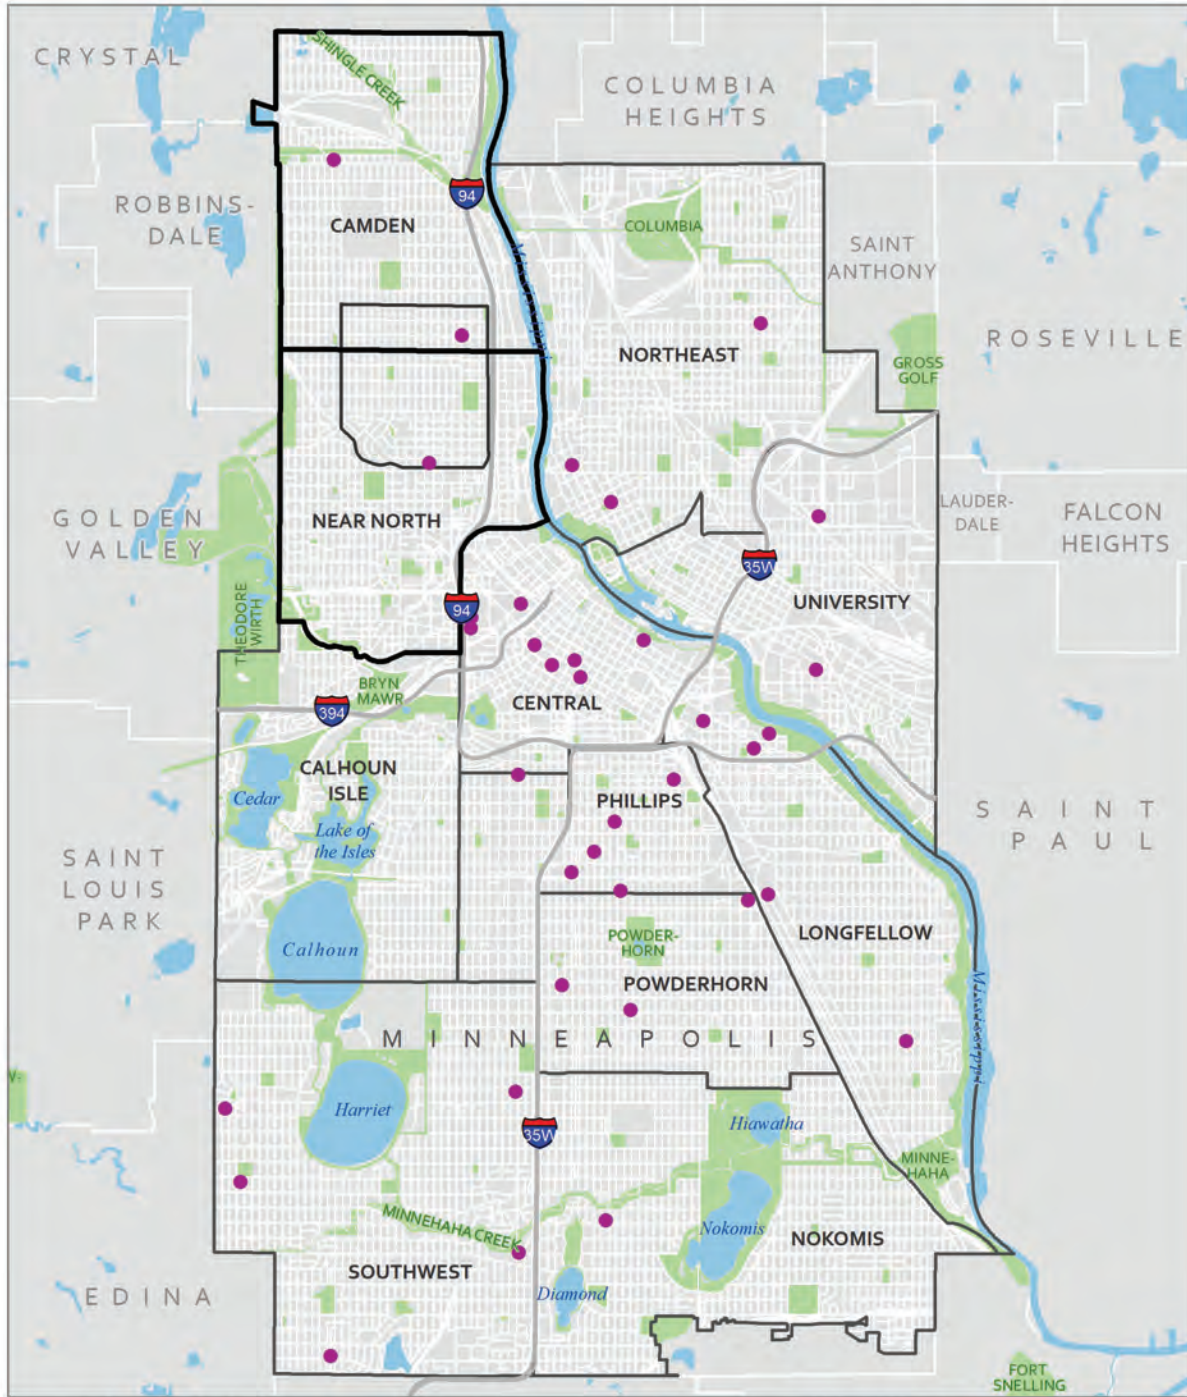 CRYSTAL
SHINGLE CREEK
COLUMBIA
HEIGHTS
94
ROBBINS-
DALE
CAMDEN
COLUMBIA
SAINT
ANTHONY
ROSEVILLE
NORTHEAST
GROSS
GOLF
GOLDEN
VALLEY
NEAR NORTH
LAUDER-
DALE
FALCON
HEIGHTS
35W
94
UNIVERSITY
THEODORE
WIRTH
BRYN
MAWR
394
CENTRAL
CALHOUN
ISLE
Cedar
Lake of
the Isles
PHILLIPS
SAINT
PAUL
SAINT
LOUIS
PARK
Calhoun
POWDER-
HORN
LONGFELLOW
POWDERHORN
MINNEAPOLIS
Harriet
Hiawatha
35W
MINNE-
HAHA
MINNEHAHA CREEK
Nokomis
NOKOMIS
SOUTHWEST
EDINA
Diamond
FORT
SNELLING